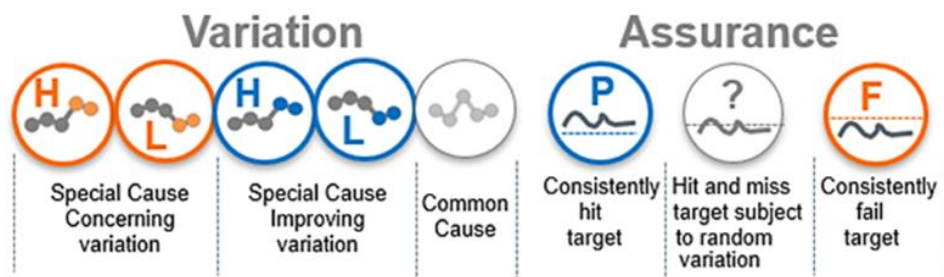 Variation
Assurance
H
L
H
L
P
?
F
Special Cause
Concerning
variation
Special Cause
Improving
variation
Common
Cause
Consistently
hit
target
Hit and miss
target subject
to random
variation
Consistently
fail
target